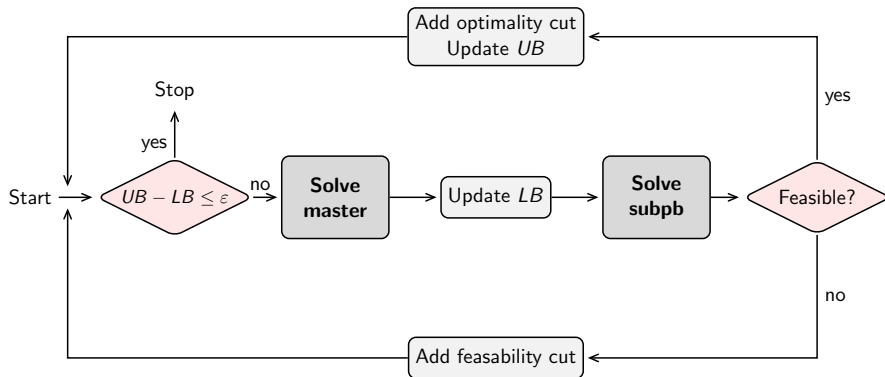 Add optimality cut
Update UB
Stop
yes
yes
Start
UB − LB ≤ ε
no
Solve
master
Update LB
Solve
subpb
Feasible?
no
Add feasability cut